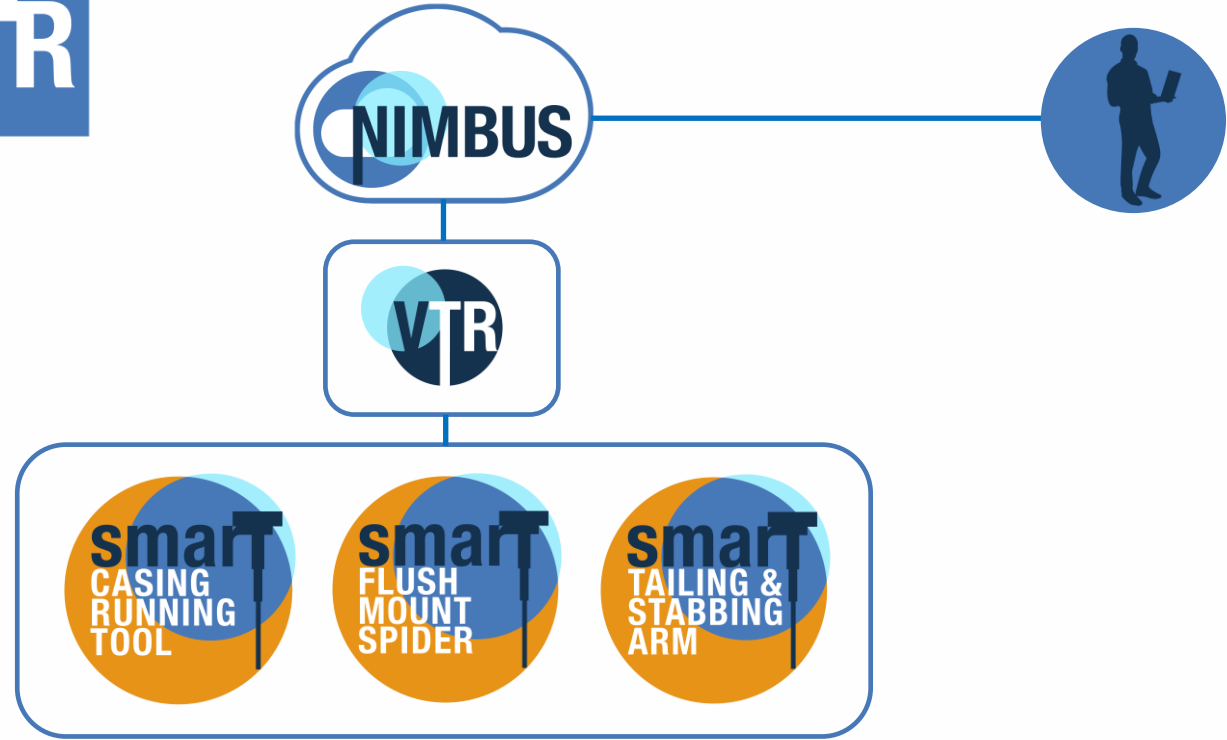 R
NIMBUS
VTR
smarT
CASING
RUNNING
TOOL
smarT
FLUSH
MOUNT
SPIDER
smarT
TAILING &
STABBING
ARM